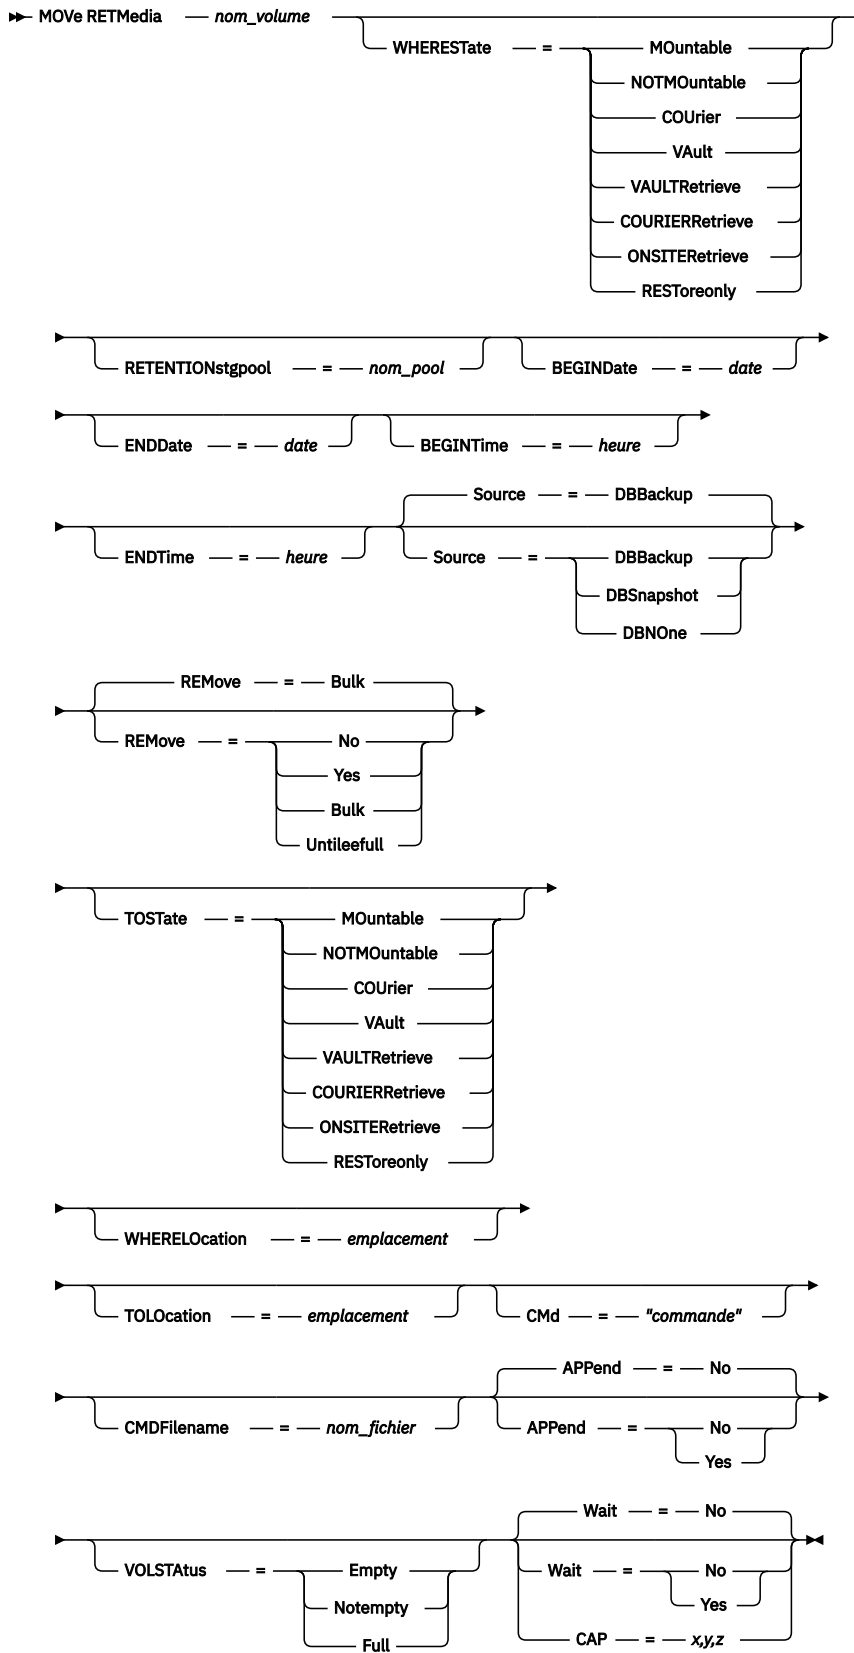 MOVe RETMedia nom_volume
WHERESTate = MOuntable
NOTMOuntable
COUrier
VAult
VAULTRetrieve
COURIERRetrieve
ONSITERetrieve
RESToreonly
RETENTIONstgpool = nom_pool BEGINDate = date
ENDDate = date BEGINTime = heure
Source = DBBackup
ENDTime = heure Source = DBBackup
DBSnapshot
DBNOne
REMove = Bulk
REMove = No
Yes
Bulk
Untileefull
TOSTate = MOuntable
NOTMOuntable
COUrier
VAult
VAULTRetrieve
COURIERRetrieve
ONSITERetrieve
RESToreonly
WHERELOcation = emplacement
TOLOcation = emplacement CMd = "commande"
APPend = No
CMDFilename = nom_fichier APPend = No
Yes
Wait = No
VOLSTAtus = Empty Wait = No
Notempty Yes
Full CAP = x,y,z